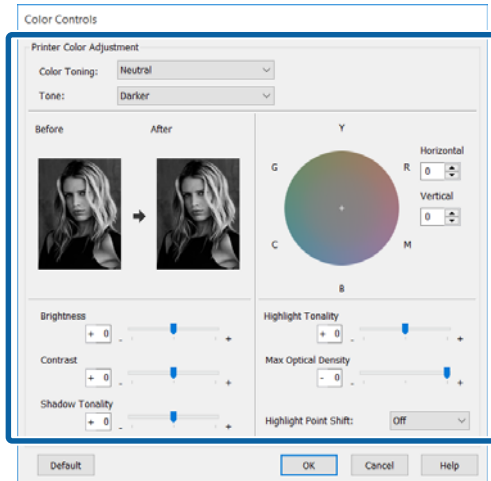 Color Controls
Printer Color Adjustment
Color Toning: Neutral
Tone: Darker
Before After
Y
G R
C M
B
Horizontal
0
Vertical
0
Brightness
+ 0 - +
Contrast
+ 0 - +
Shadow Tonality
+ 0 - +
Highlight Tonality
+ 0 - +
Max Optical Density
- 0 - +
Highlight Point Shift: Off
Default OK Cancel Help